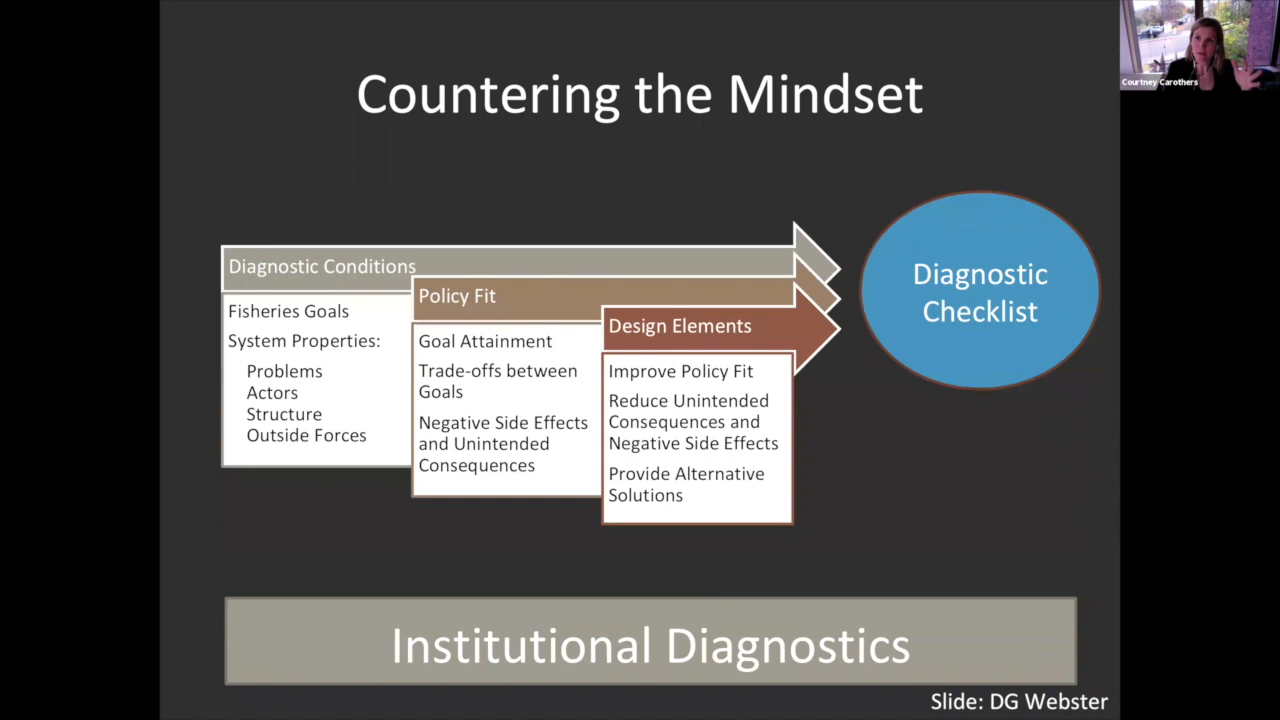 Countering the Mindset
Courtney Carothers
Diagnostic Conditions
Fisheries Goals
System Properties:
Problems
Actors
Structure
Outside Forces
Policy Fit
Goal Attainment
Trade-offs between
Goals
Negative Side Effects
and Unintended
Consequences
Design Elements
Improve Policy Fit
Reduce Unintended
Consequences and
Negative Side Effects
Provide Alternative
Solutions
Diagnostic
Checklist
Institutional Diagnostics
Slide: DG Webster